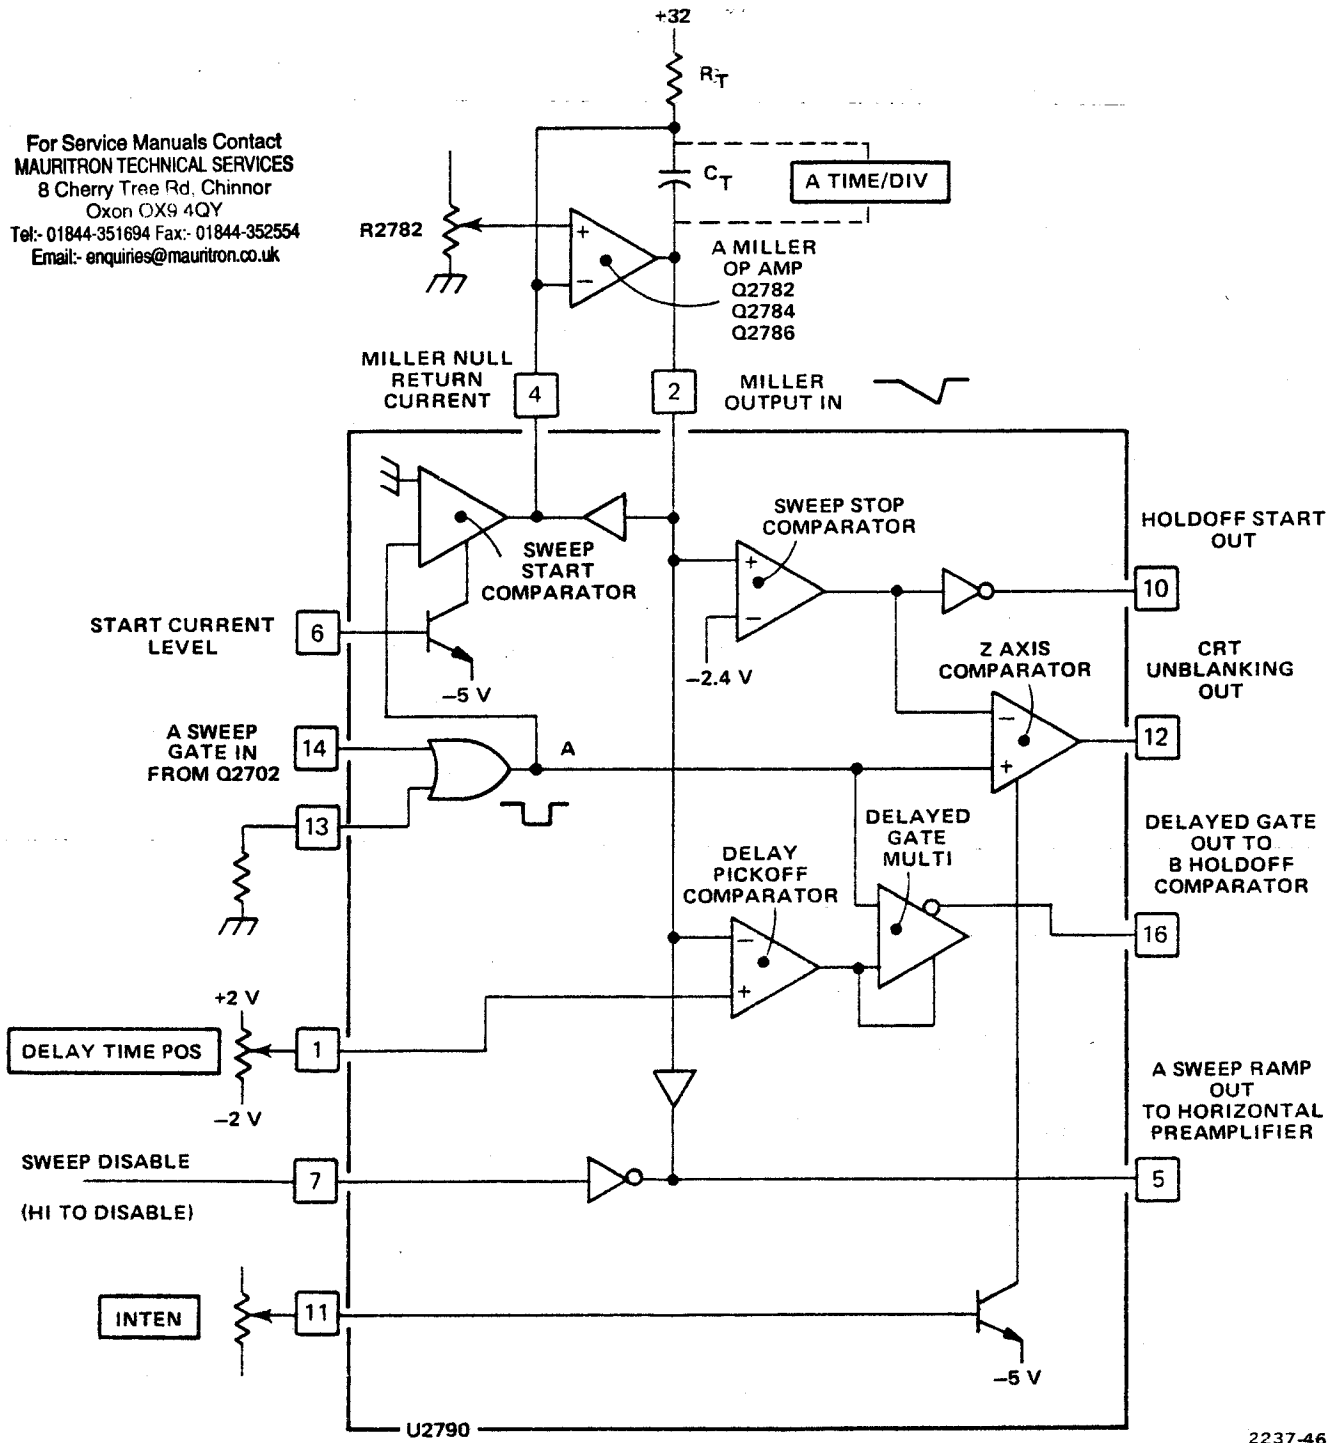 +32
RT
For Service Manuals Contact
MAURITRON TECHNICAL SERVICES
8 Cherry Tree Rd, Chinnor
Oxon OX9 4QY
Tel:- 01844-351694 Fax:- 01844-352554
Email:- enquiries@mauritron.co.uk
CT
A TIME/DIV
R2782
+
−
A MILLER
OP AMP
Q2782
Q2784
Q2786
MILLER NULL
RETURN
CURRENT
4
2
MILLER
OUTPUT IN
SWEEP
START
COMPARATOR
SWEEP STOP
COMPARATOR
+
−
−2.4 V
HOLDOFF START
OUT
10
START CURRENT
LEVEL
6
−5 V
Z AXIS
COMPARATOR
−
+
CRT
UNBLANKING
OUT
12
A SWEEP
GATE IN
FROM Q2702
14
A
13
DELAY
PICKOFF
COMPARATOR
−
+
DELAYED
GATE
MULTI
DELAYED GATE
OUT TO
B HOLDOFF
COMPARATOR
16
+2 V
DELAY TIME POS
1
−2 V
A SWEEP RAMP
OUT
TO HORIZONTAL
PREAMPLIFIER
5
SWEEP DISABLE
7
(HI TO DISABLE)
INTEN
11
−5 V
U2790
2237-46